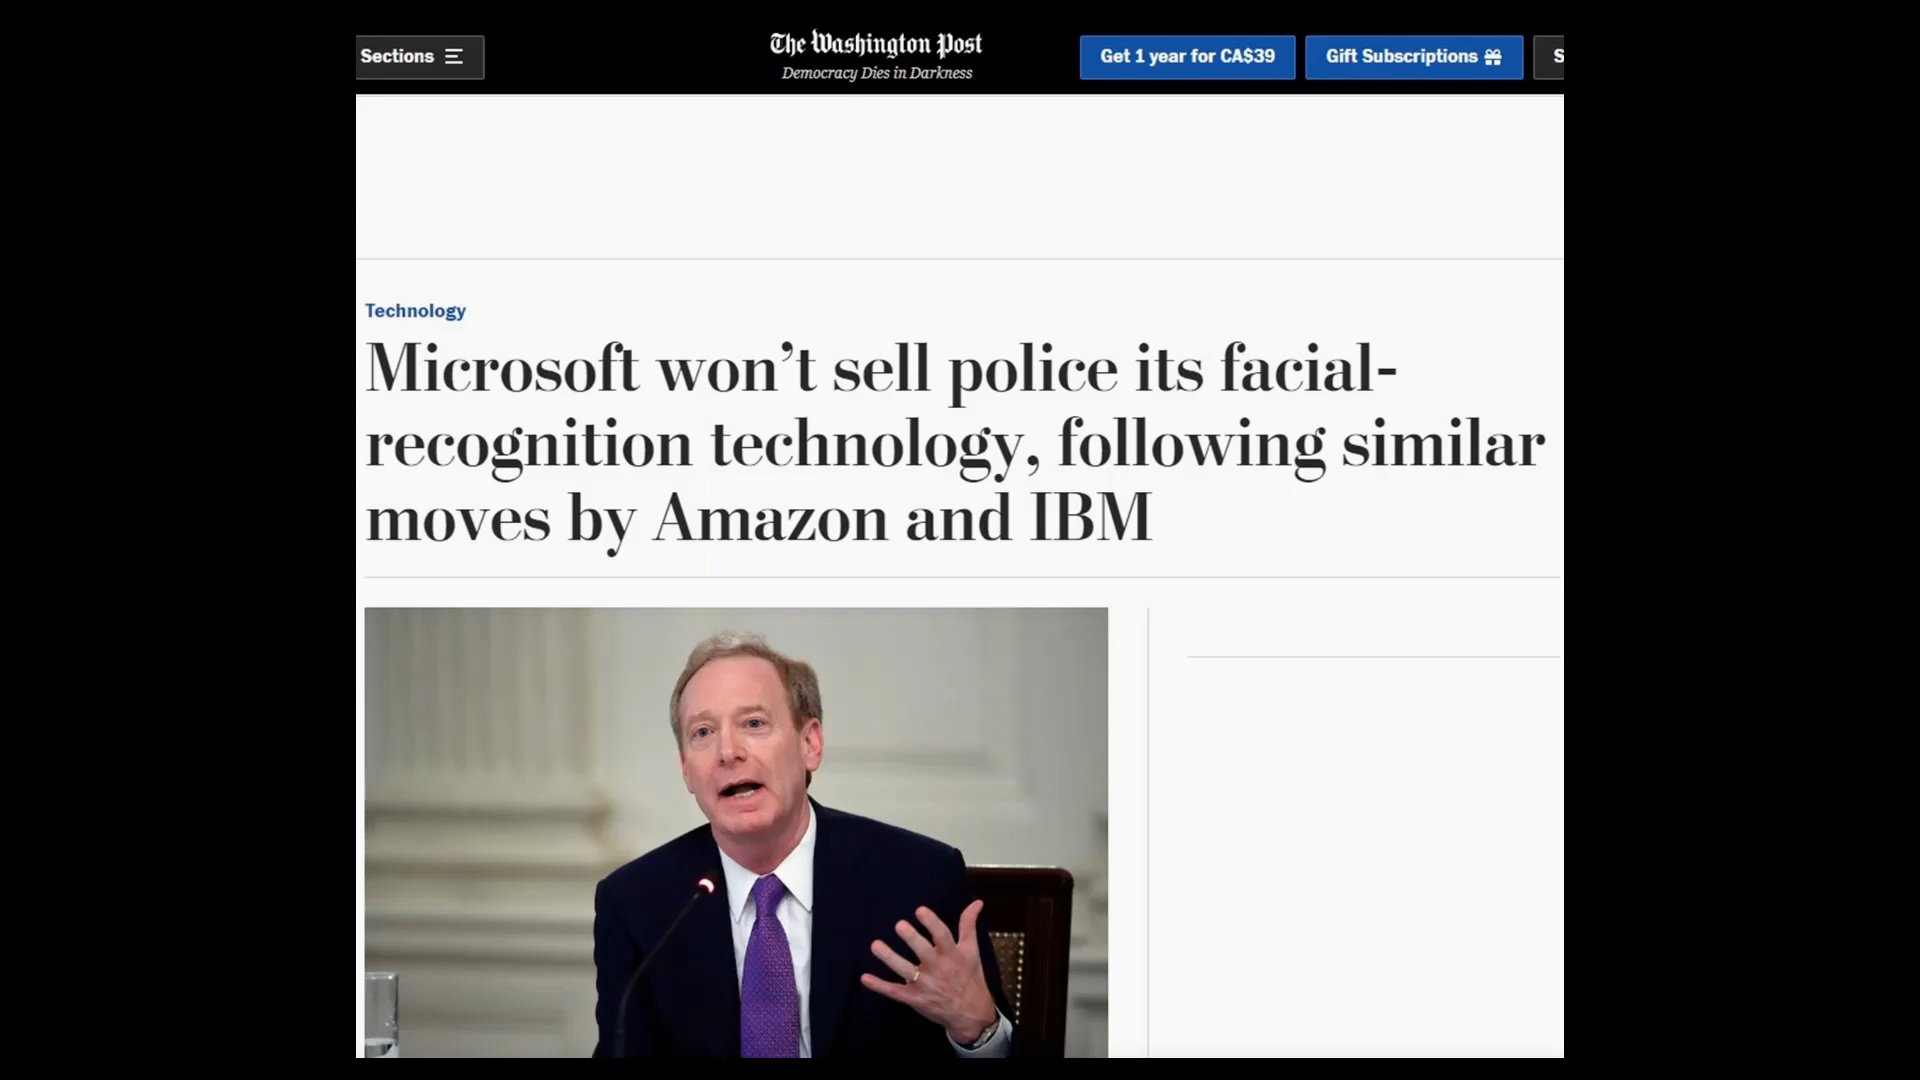 Sections
The Washington Post
Democracy Dies in Darkness
Get 1 year for CA$39
Gift Subscriptions
S
Technology
Microsoft won’t sell police its facial-
recognition technology, following similar
moves by Amazon and IBM